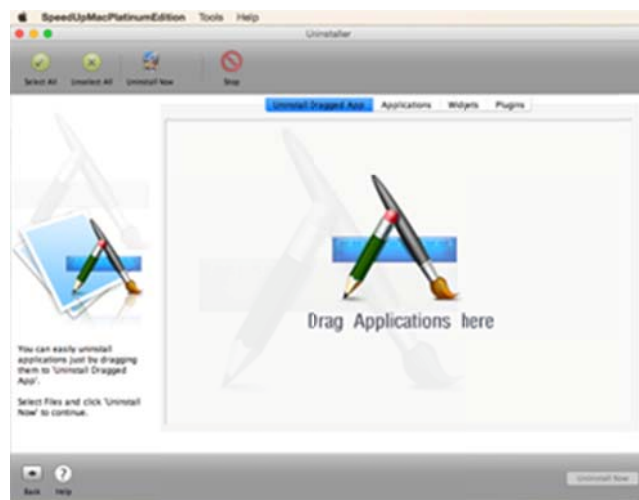 SpeedUpMacPlatinumEdition Tools Help
Uninstaller
Select All Unselect All Uninstall Now Stop
Uninstall Dragged App Applications Widgets Plugins
Drag Applications here
You can easily uninstall
applications just by dragging
them to 'Uninstall Dragged
App'.
Select Files and click 'Uninstall
Now' to continue.
Back Help
Uninstall Now